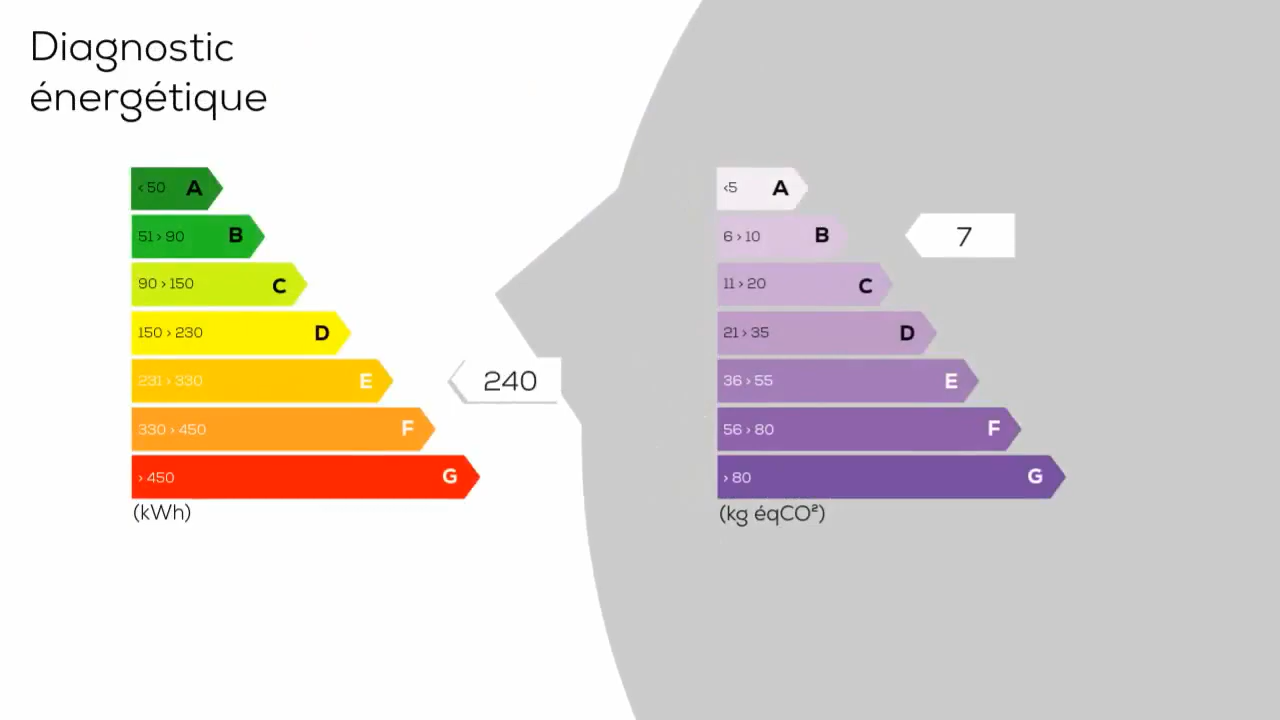 Diagnostic
énergétique
< 50 A
51 > 90 B
90 > 150 C
150 > 230 D
231 > 330 E
240
330 > 450 F
> 450 G
(kWh)
<5 A
6 > 10 B
7
11 > 20 C
21 > 35 D
36 > 55 E
56 > 80 F
> 80 G
(kg éqCO²)